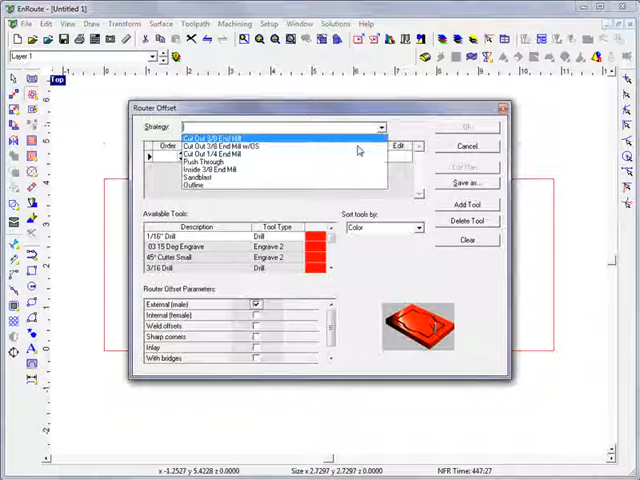 EnRoute - [Untitled 1]
File Edit View Draw Transform Surface Toolpath Machining Setup Window Solutions Help
Layer 1
Top
Router Offset
Strategy:
OK
Cut Out 3/8 End Mill
Cut Out 3/8 End Mill w/OS
Cut Out 1/4 End Mill
Push Through
Inside 3/8 End Mill
Sandblast
Outline
Order
Edit
Cancel
Edit Plan
Save as...
Add Tool
Delete Tool
Clear
Available Tools:
Sort tools by:
Description Tool Type
Color
1/16" Drill Drill
.03 15 Deg Engrave Engrave 2
45° Cutter Small Engrave 2
3/16 Drill Drill
Router Offset Parameters:
External (male)
Internal (female)
Weld offsets
Sharp corners
Inlay
With bridges
x -1.2527 y 5.4228 z 0.0000 Size x 2.7297 y 2.7297 z 0.0000 NFR Time: 447:27